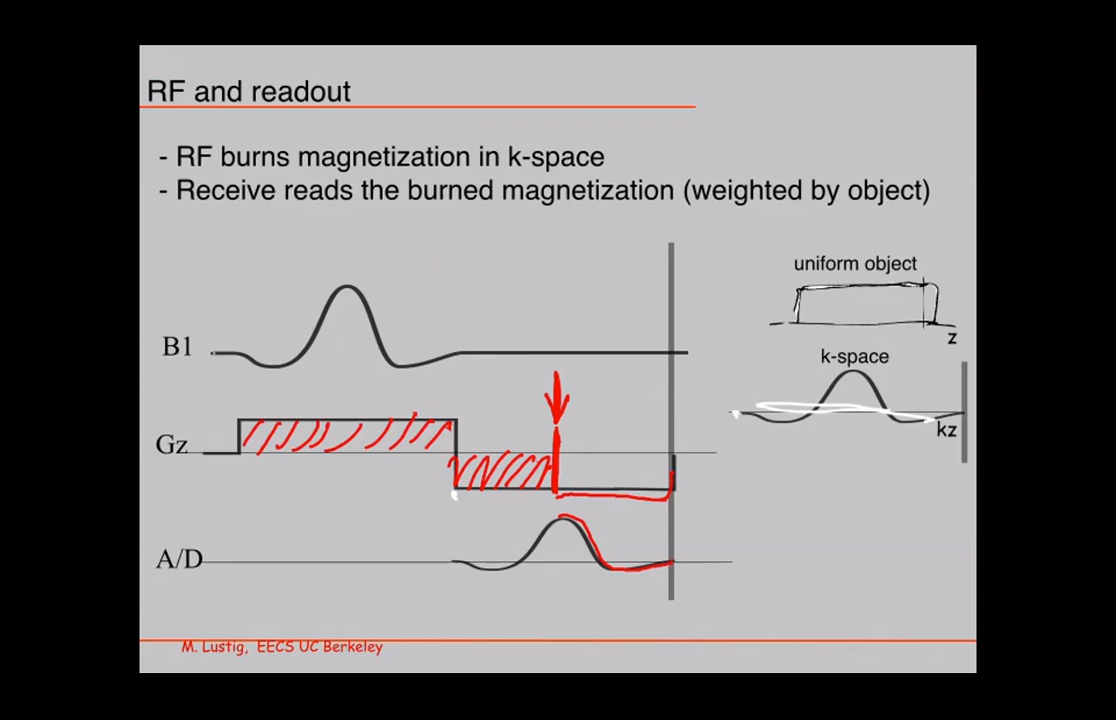 RF and readout
- RF burns magnetization in k-space
- Receive reads the burned magnetization (weighted by object)
uniform object
z
B1
k-space
kz
Gz
A/D
M. Lustig, EECS UC Berkeley